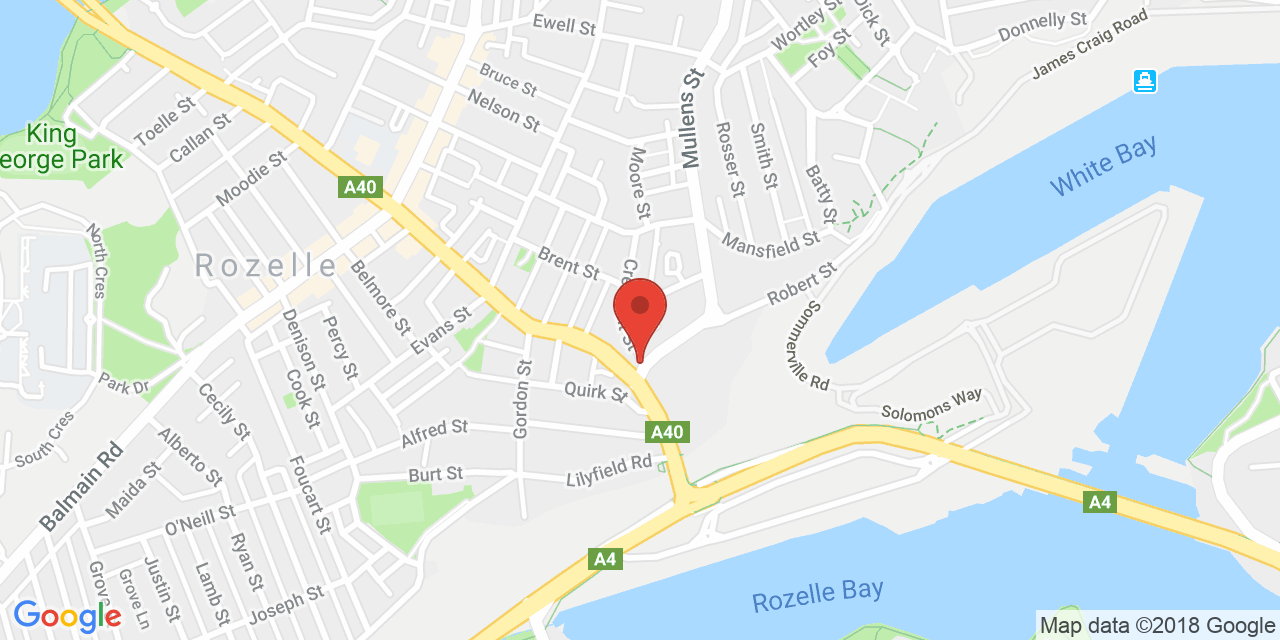 Ewell St
Wortley St
Dick St
Foy St
Donnelly St
James Craig Road
Bruce St
Nelson St
Mullens St
Toelle St
Callan St
King
eorge Park
Moodie St
A40
Moore St
Rosser St
Smith St
Batty St
White Bay
Mansfield St
North Cres
Rozelle
Brent St
Belmore St
Robert St
Evans St
Denison St
Percy St
Sommerville Rd
Park Dr
Cook St
Gordon St
Quirk St
Solomons Way
Cecily St
South Cres
Alfred St
A40
Balmain Rd
Alberto St
Maida St
Foucart St
Burt St
Lilyfield Rd
A4
O'Neill St
A4
Ryan St
Grove
Grove Ln
Justin St
Lamb St
Joseph St
Rozelle Bay
Google
Map data ©2018 Google